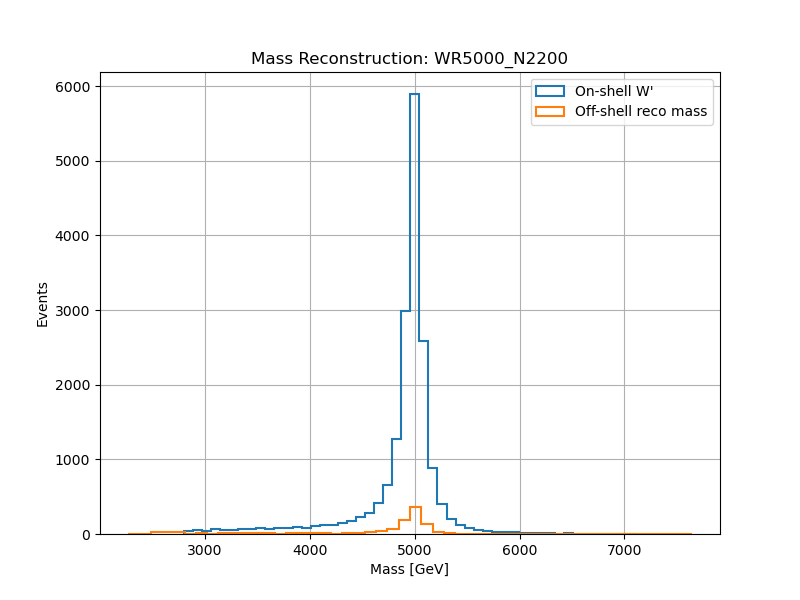 Mass Reconstruction: WR5000_N2200
On-shell W'
Off-shell reco mass
6000
5000
4000
3000
2000
1000
0
Events
3000 4000 5000 6000 7000
Mass [GeV]